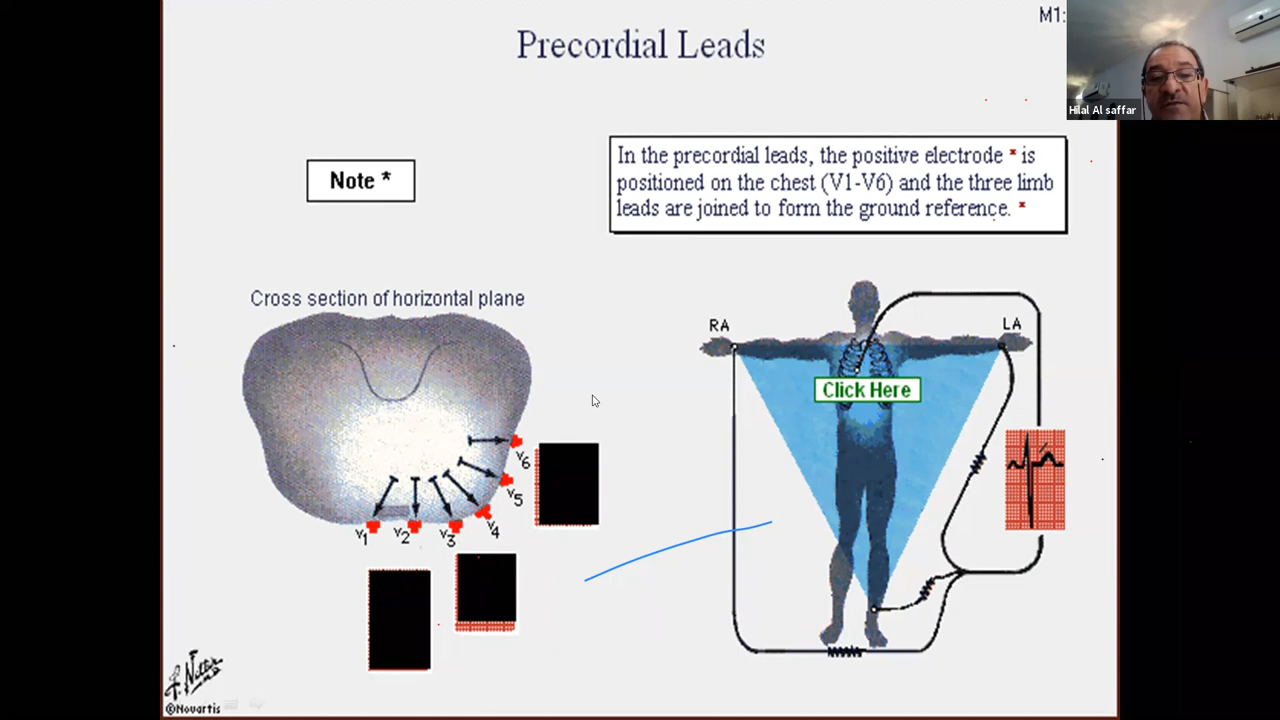 Precordial Leads
M1:
Hilal Al saffar
Note *
In the precordial leads, the positive electrode * is
positioned on the chest (V1-V6) and the three limb
leads are joined to form the ground reference. *
Cross section of horizontal plane
V6
V5
V4
V3
V2
V1
RA
LA
Click Here
F. Netter
©Novartis